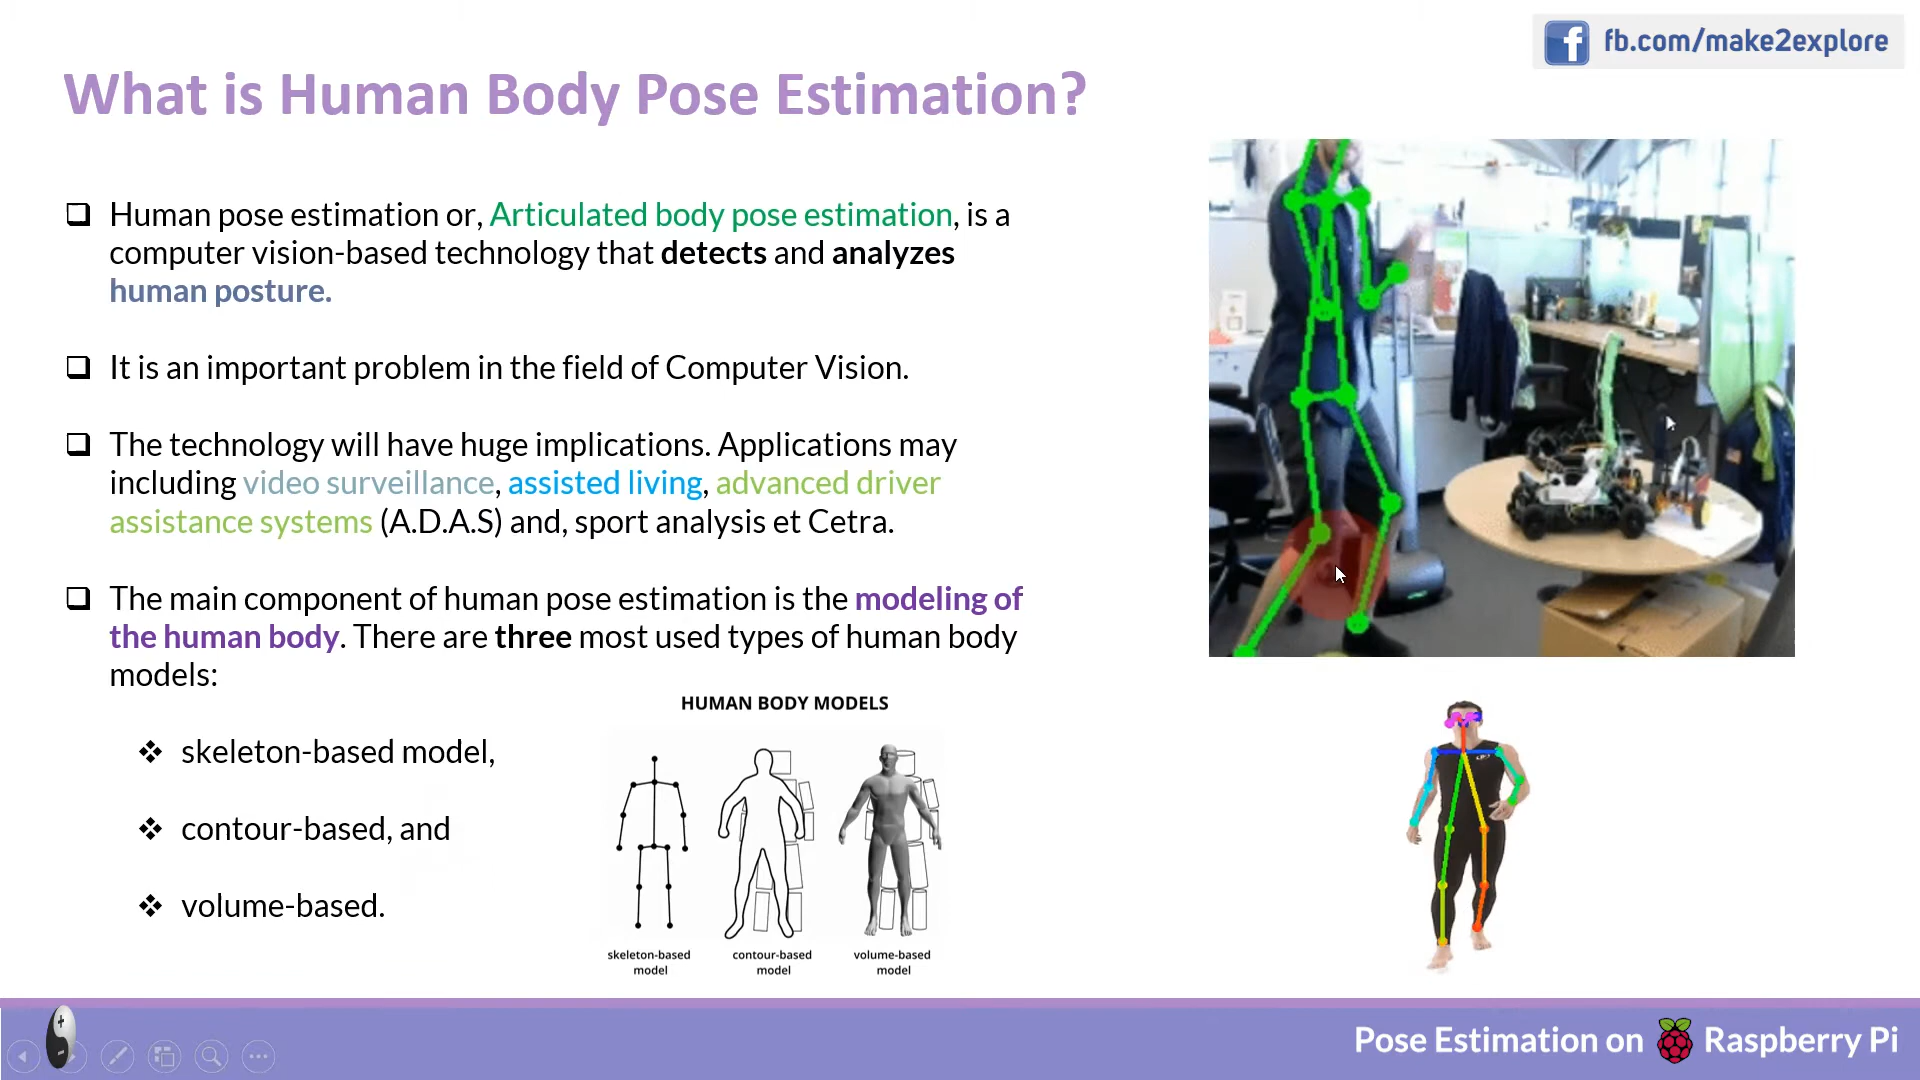 fb.com/make2explore
What is Human Body Pose Estimation?
Human pose estimation or, Articulated body pose estimation, is a
computer vision-based technology that detects and analyzes
human posture.
It is an important problem in the field of Computer Vision.
The technology will have huge implications. Applications may
including video surveillance, assisted living, advanced driver
assistance systems (A.D.A.S) and, sport analysis et Cetra.
The main component of human pose estimation is the modeling of
the human body. There are three most used types of human body
models:
skeleton-based model,
contour-based, and
volume-based.
HUMAN BODY MODELS
skeleton-based
model
contour-based
model
volume-based
model
Pose Estimation on Raspberry Pi